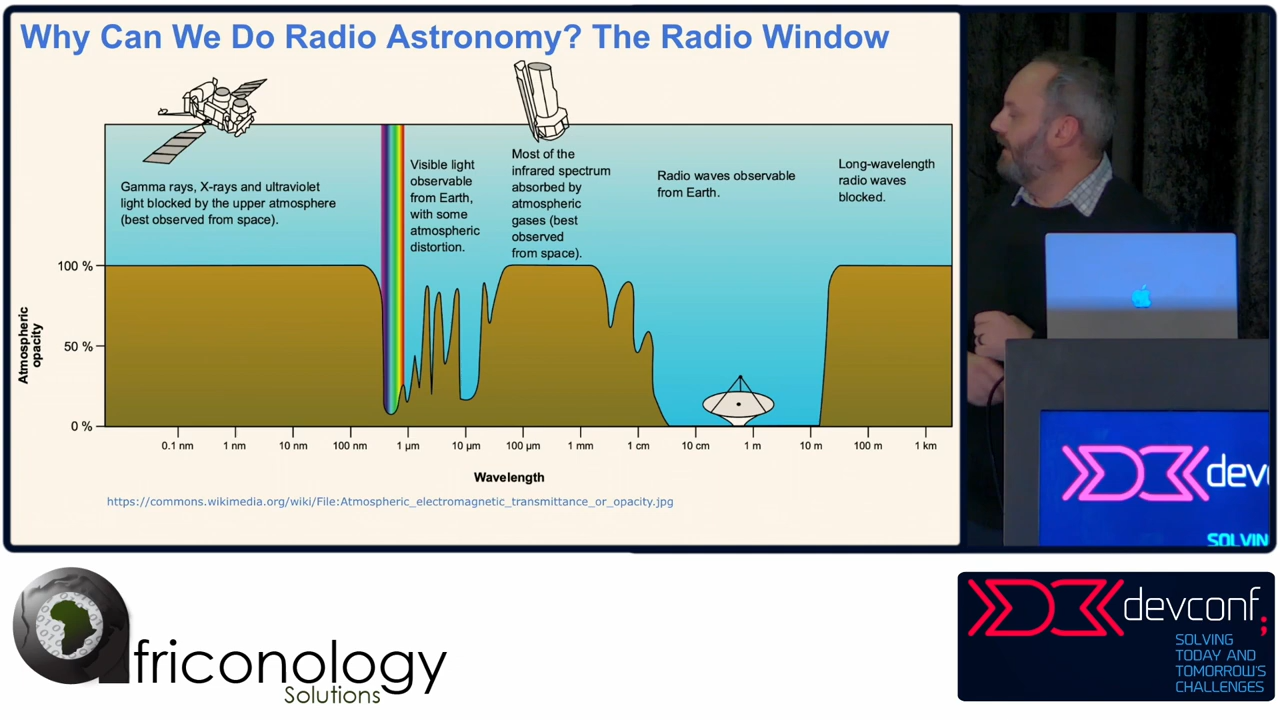 Why Can We Do Radio Astronomy? The Radio Window
Gamma rays, X-rays and ultraviolet
light blocked by the upper atmosphere
(best observed from space).
Visible light
observable
from Earth,
with some
atmospheric
distortion.
Most of the
infrared spectrum
absorbed by
atmospheric
gases (best
observed
from space).
Radio waves observable
from Earth.
Long-wavelength
radio waves
blocked.
100 %
50 %
0 %
Atmospheric
opacity
0.1 nm
1 nm
10 nm
100 nm
1 µm
10 µm
100 µm
1 mm
1 cm
10 cm
1 m
10 m
100 m
1 km
Wavelength
https://commons.wikimedia.org/wiki/File:Atmospheric_electromagnetic_transmittance_or_opacity.jpg
devc
SOLVIN
friconology
Solutions
devconf;
SOLVING
TODAY AND
TOMORROW'S
CHALLENGES